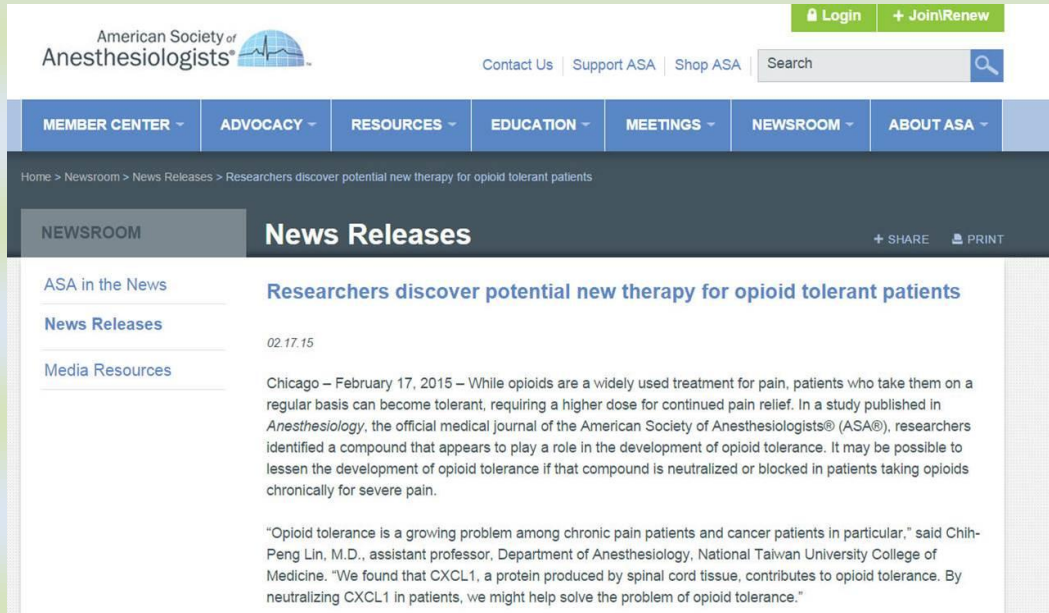 Login
+ Join\Renew
American Society of
Anesthesiologists®
Contact Us | Support ASA | Shop ASA
Search
MEMBER CENTER
ADVOCACY
RESOURCES
EDUCATION
MEETINGS
NEWSROOM
ABOUT ASA
Home > Newsroom > News Releases > Researchers discover potential new therapy for opioid tolerant patients
NEWSROOM
News Releases
+ SHARE
PRINT
ASA in the News
News Releases
Media Resources
Researchers discover potential new therapy for opioid tolerant patients
02.17.15
Chicago – February 17, 2015 – While opioids are a widely used treatment for pain, patients who take them on a
regular basis can become tolerant, requiring a higher dose for continued pain relief. In a study published in
Anesthesiology, the official medical journal of the American Society of Anesthesiologists® (ASA®), researchers
identified a compound that appears to play a role in the development of opioid tolerance. It may be possible to
lessen the development of opioid tolerance if that compound is neutralized or blocked in patients taking opioids
chronically for severe pain.
“Opioid tolerance is a growing problem among chronic pain patients and cancer patients in particular,” said Chih-
Peng Lin, M.D., assistant professor, Department of Anesthesiology, National Taiwan University College of
Medicine. “We found that CXCL1, a protein produced by spinal cord tissue, contributes to opioid tolerance. By
neutralizing CXCL1 in patients, we might help solve the problem of opioid tolerance.”